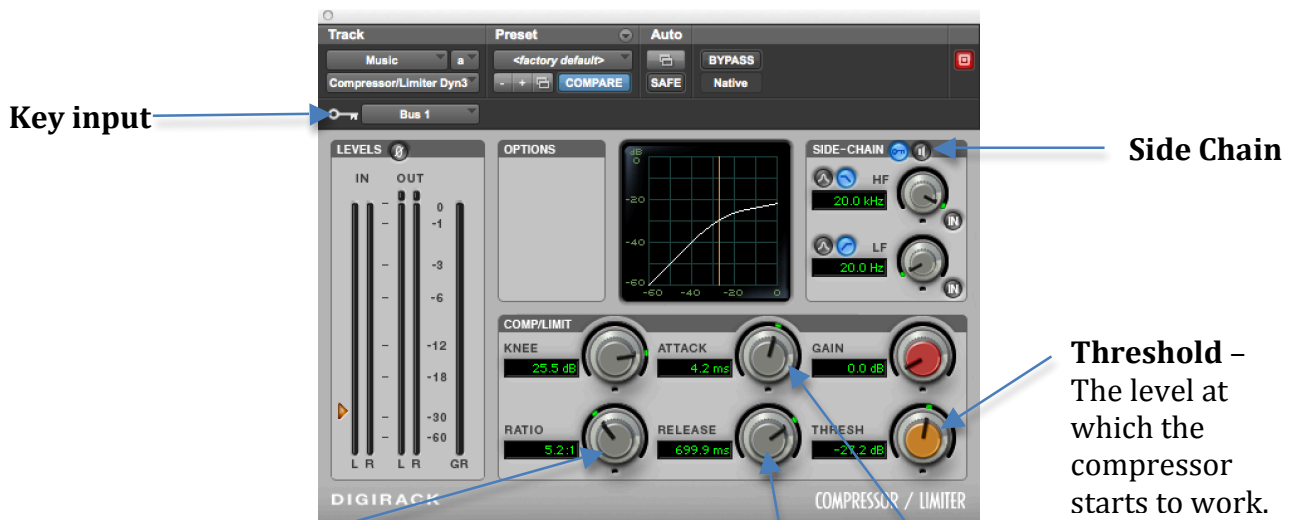 Track Preset Auto
Music a <factory default> BYPASS
Compressor/Limiter Dyn3 - + COMPARE SAFE Native
Key input
Bus 1
LEVELS Ø
IN OUT
0
-1
-3
-6
-12
-18
-30
-60
L R L R GR
OPTIONS
dB
0
-20
-40
-60
-60 -40 -20 0
SIDE-CHAIN
HF
20.0 kHz
IN
LF
20.0 Hz
IN
Side Chain
COMP/LIMIT
KNEE ATTACK GAIN
25.5 dB 4.2 ms 0.0 dB
RATIO RELEASE THRESH
5.2:1 699.9 ms -27.2 dB
DIGIRACK COMPRESSOR / LIMITER
Threshold –
The level at
which the
compressor
starts to work.